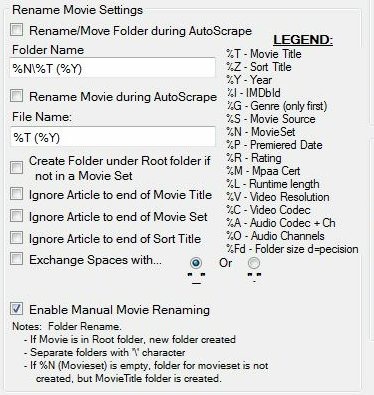 Rename Movie Settings
Rename/Move Folder during AutoScrape
Folder Name
%N\%T (%Y)
Rename Movie during AutoScrape
File Name:
%T (%Y)
Create Folder under Root folder if
not in a Movie Set
Ignore Article to end of Movie Title
Ignore Article to end of Movie Set
Ignore Article to end of Sort Title
Exchange Spaces with...
Or
"_"
"."
LEGEND:
%T - Movie Title
%Z - Sort Title
%Y - Year
%I - IMDbId
%G - Genre (only first)
%S - Movie Source
%N - MovieSet
%P - Premiered Date
%R - Rating
%M - Mpaa Cert
%L - Runtime length
%V - Video Resolution
%C - Video Codec
%A - Audio Codec + Ch
%O - Audio Channels
%Fd - Folder size d=pecision
Enable Manual Movie Renaming
Notes: Folder Rename.
- If Movie is in Root folder, new folder created
- Separate folders with '\' character
- If %N (Movieset) is empty, folder for movieset is not
created, but MovieTitle folder is created.